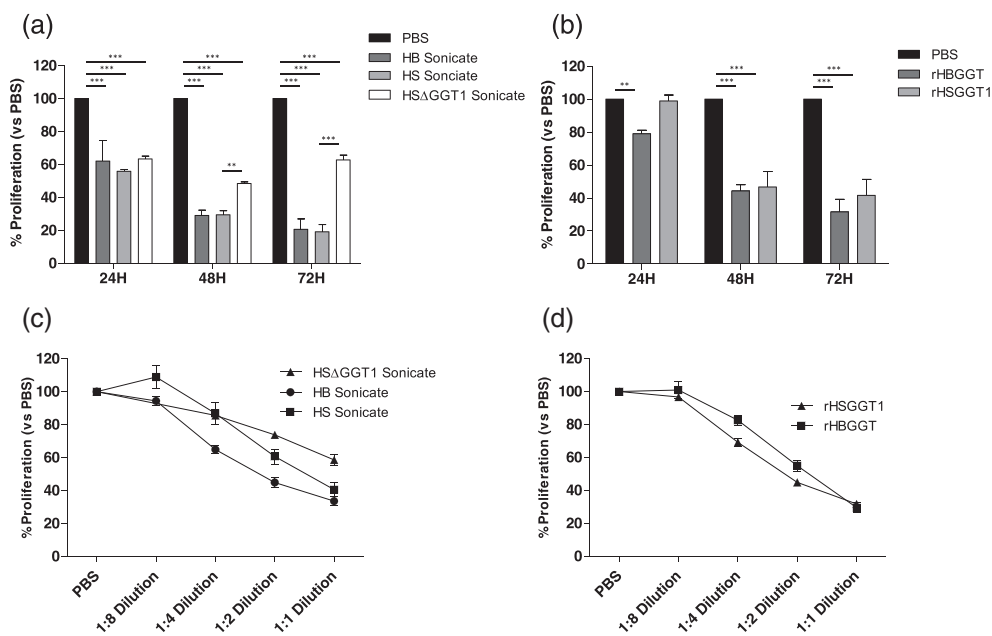 (a)
PBS
HB Sonicate
HS Sonciate
HSΔGGT1 Sonicate
% Proliferation (vs PBS)
120
100
80
60
40
20
0
***
***
***
***
***
***
**
***
***
***
***
24H
48H
72H
(b)
PBS
rHBGGT
rHSGGT1
% Proliferation (vs PBS)
120
100
80
60
40
20
0
**
***
***
***
***
24H
48H
72H
(c)
HSΔGGT1 Sonicate
HB Sonicate
HS Sonicate
% Proliferation (vs PBS)
120
100
80
60
40
20
0
PBS
1:8 Dilution
1:4 Dilution
1:2 Dilution
1:1 Dilution
(d)
rHSGGT1
rHBGGT
% Proliferation (vs PBS)
120
100
80
60
40
20
0
PBS
1:8 Dilution
1:4 Dilution
1:2 Dilution
1:1 Dilution